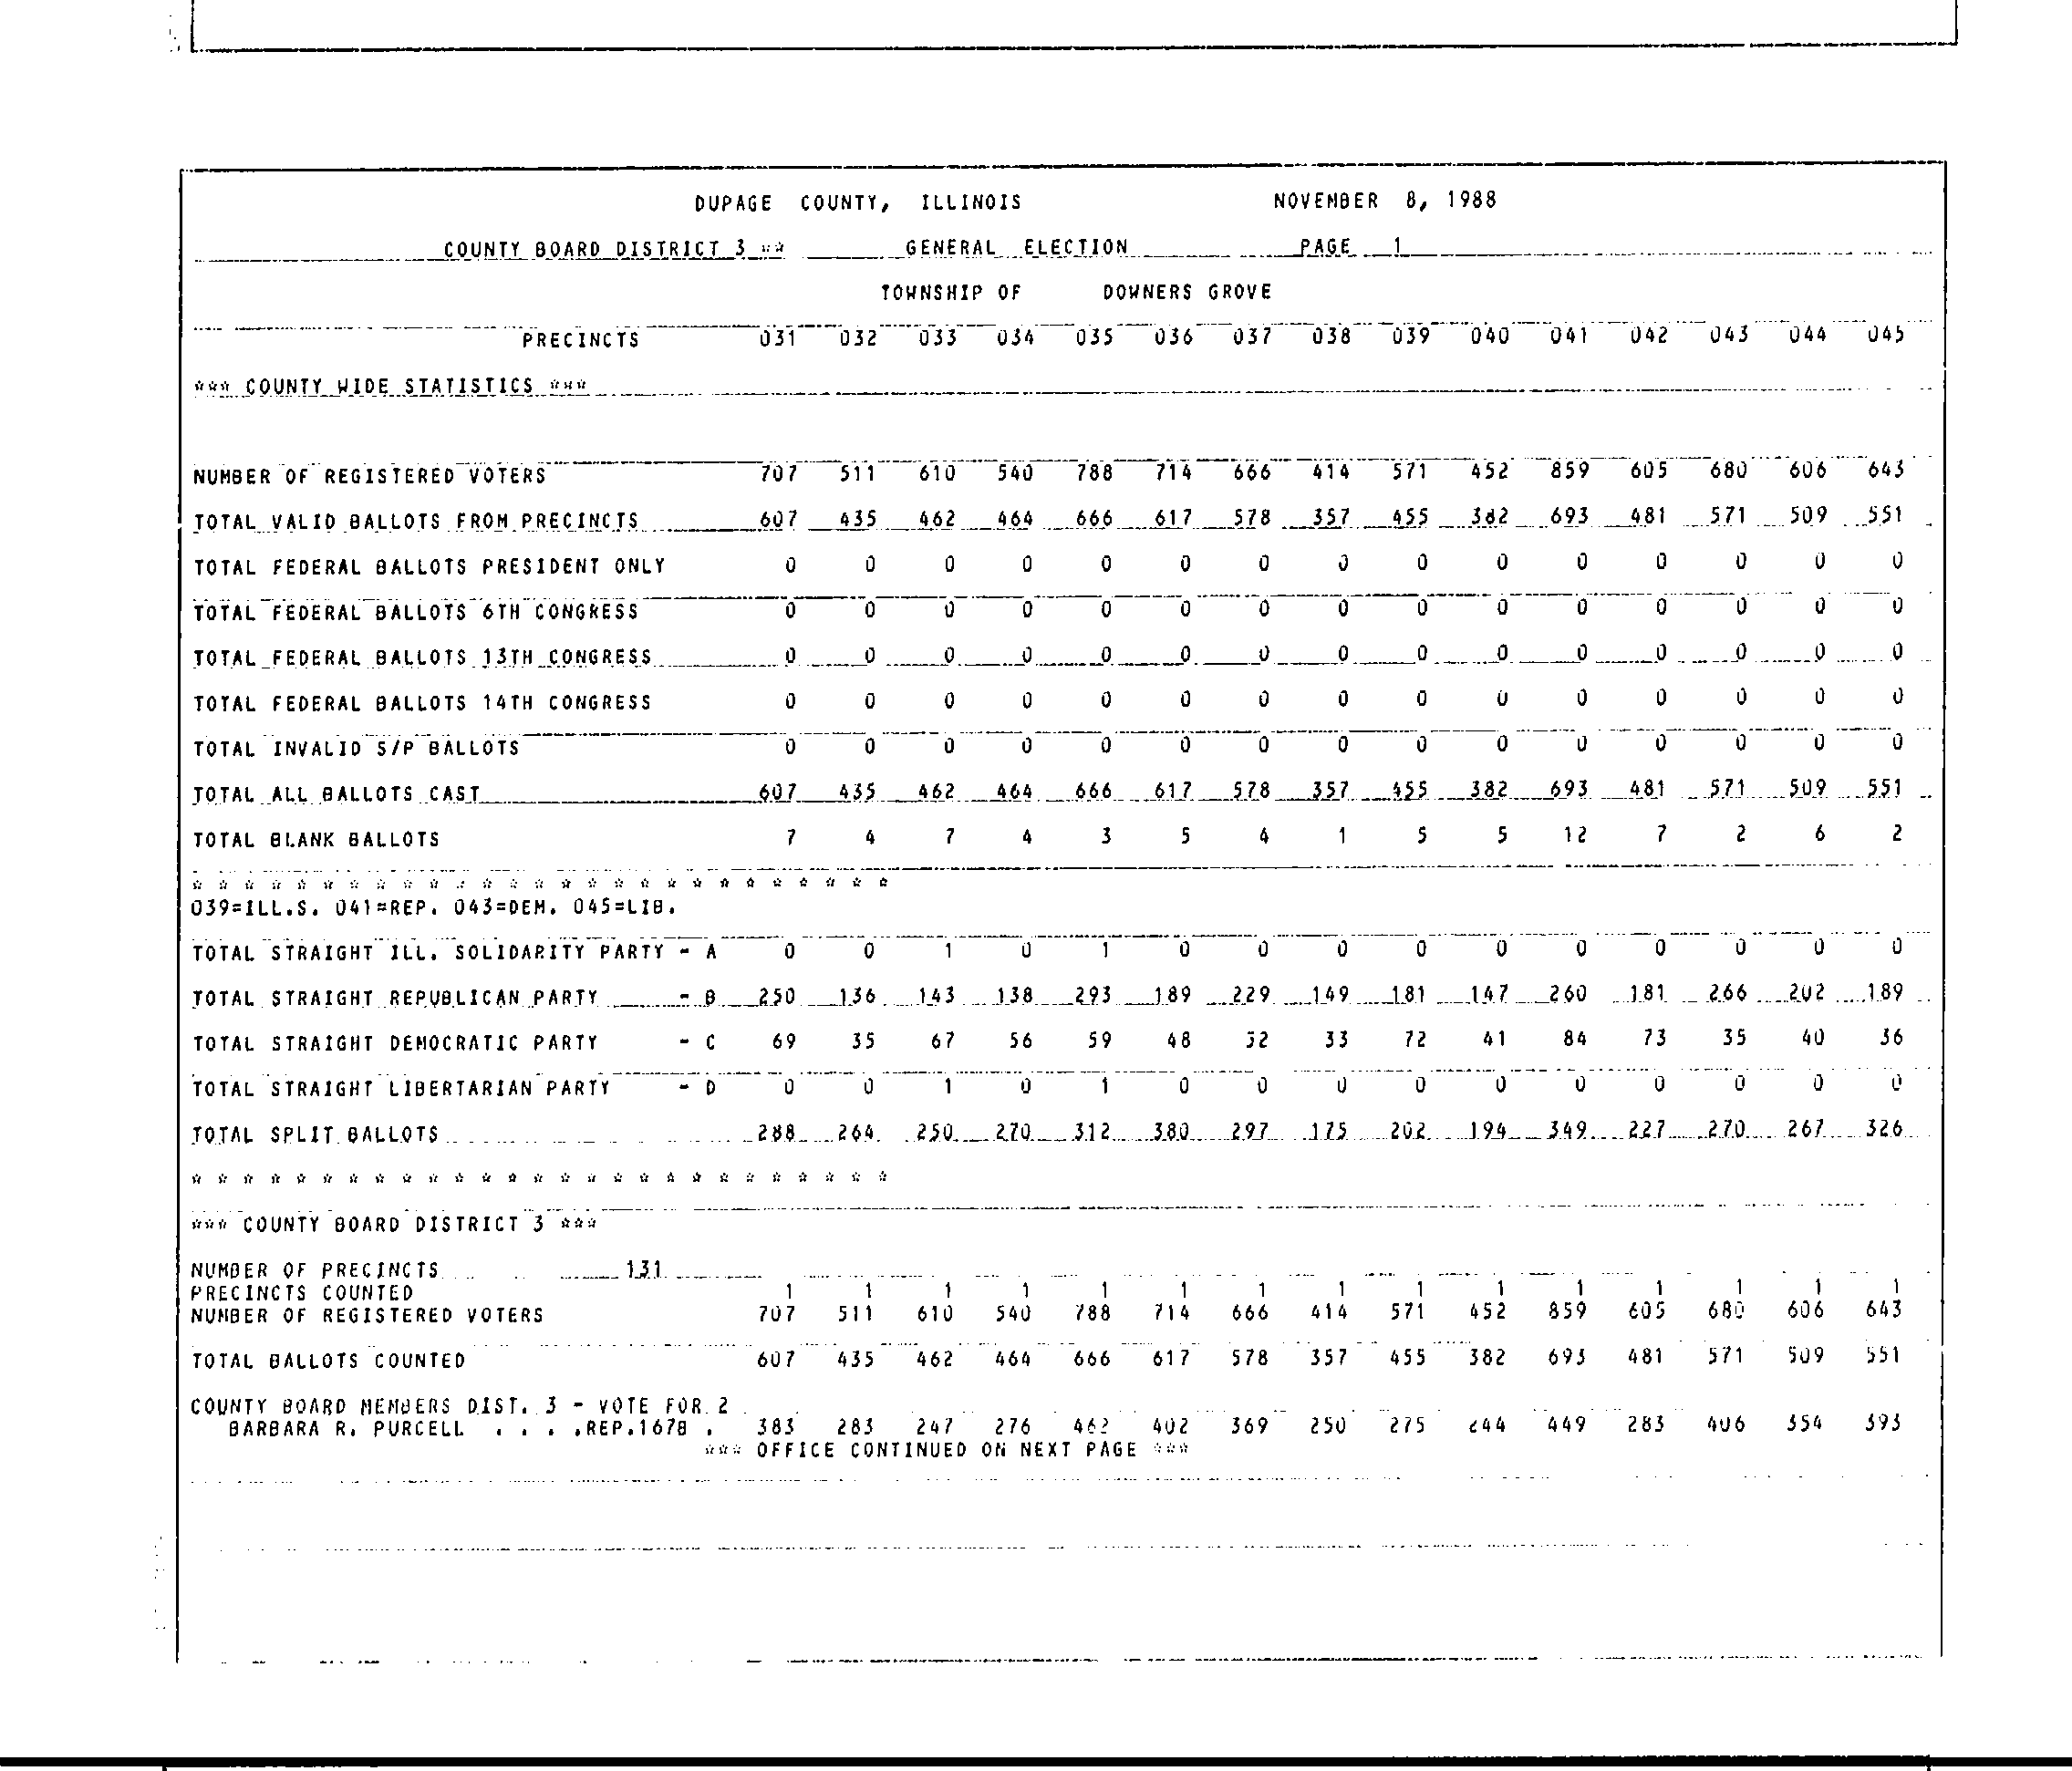 DUPAGE COUNTY, ILLINOIS NOVEMBER 8, 1988
COUNTY BOARD DISTRICT 3 ** GENERAL ELECTION PAGE 1
TOWNSHIP OF DOWNERS GROVE
PRECINCTS 031 032 033 034 035 036 037 038 039 040 041 042 043 044 045
*** COUNTY WIDE STATISTICS ***
NUMBER OF REGISTERED VOTERS 707 511 610 540 788 714 666 414 571 452 859 605 680 606 643
TOTAL VALID BALLOTS FROM PRECINCTS 607 435 462 464 666 617 578 357 455 382 693 481 571 509 551
TOTAL FEDERAL BALLOTS PRESIDENT ONLY 0 0 0 0 0 0 0 0 0 0 0 0 0 0 0
TOTAL FEDERAL BALLOTS 6TH CONGRESS 0 0 0 0 0 0 0 0 0 0 0 0 0 0 0
TOTAL FEDERAL BALLOTS 13TH CONGRESS 0 0 0 0 0 0 0 0 0 0 0 0 0 0 0
TOTAL FEDERAL BALLOTS 14TH CONGRESS 0 0 0 0 0 0 0 0 0 0 0 0 0 0 0
TOTAL INVALID S/P BALLOTS 0 0 0 0 0 0 0 0 0 0 0 0 0 0 0
TOTAL ALL BALLOTS CAST 607 435 462 464 666 617 578 357 455 382 693 481 571 509 551
TOTAL BLANK BALLOTS 7 4 7 4 3 5 4 1 5 5 12 7 2 6 2
* * * * * * * * * * * * * * * * * * * * * * * * * * *
039=ILL.S. 041=REP. 043=DEM. 045=LIB.
TOTAL STRAIGHT ILL. SOLIDARITY PARTY - A 0 0 1 0 1 0 0 0 0 0 0 0 0 0 0
TOTAL STRAIGHT REPUBLICAN PARTY - B 250 136 143 138 293 189 229 149 181 147 260 181 266 202 189
TOTAL STRAIGHT DEMOCRATIC PARTY - C 69 35 67 56 59 48 52 33 72 41 84 73 35 40 36
TOTAL STRAIGHT LIBERTARIAN PARTY - D 0 0 1 0 1 0 0 0 0 0 0 0 0 0 0
TOTAL SPLIT BALLOTS 288 264 250 270 312 380 297 175 202 194 349 227 270 267 326
* * * * * * * * * * * * * * * * * * * * * * * * * * *
*** COUNTY BOARD DISTRICT 3 ***
NUMBER OF PRECINCTS 131
PRECINCTS COUNTED 1 1 1 1 1 1 1 1 1 1 1 1 1 1 1
NUMBER OF REGISTERED VOTERS 707 511 610 540 788 714 666 414 571 452 859 605 680 606 643
TOTAL BALLOTS COUNTED 607 435 462 464 666 617 578 357 455 382 693 481 571 509 551
COUNTY BOARD MEMBERS DIST. 3 - VOTE FOR 2
BARBARA R. PURCELL . . . .REP.1678 . 383 283 247 276 462 402 369 250 275 244 449 283 406 354 393
*** OFFICE CONTINUED ON NEXT PAGE ***